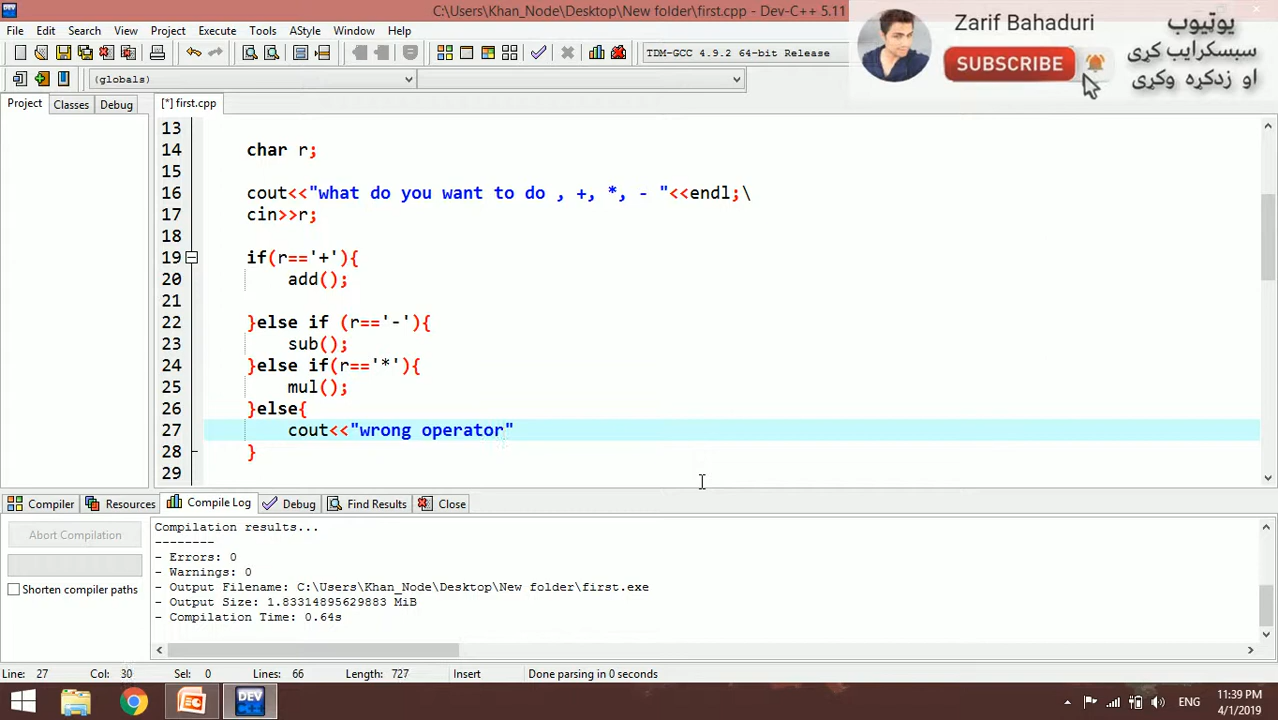 C:\Users\Khan_Node\Desktop\New folder\first.cpp - Dev-C++ 5.11
File Edit Search View Project Execute Tools AStyle Window Help
TDM-GCC 4.9.2 64-bit Release
(globals)
Zarif Bahaduri
SUBSCRIBE
یوټیوب
سبسکرایب کړی
او زدکړه وکړی
Project Classes Debug
[*] first.cpp
13
14 char r;
15
16 cout<<"what do you want to do , +, *, - "<<endl;\
17 cin>>r;
18
19 if(r=='+'){
20 add();
21
22 }else if (r=='-'){
23 sub();
24 }else if(r=='*'){
25 mul();
26 }else{
27 cout<<"wrong operator"
28 }
29
Compiler Resources Compile Log Debug Find Results Close
Abort Compilation
Shorten compiler paths
Compilation results...
--------
- Errors: 0
- Warnings: 0
- Output Filename: C:\Users\Khan_Node\Desktop\New folder\first.exe
- Output Size: 1.83314895629883 MiB
- Compilation Time: 0.64s
Line: 27 Col: 30 Sel: 0 Lines: 66 Length: 727 Insert Done parsing in 0 seconds
DEV
ENG
11:39 PM
4/1/2019